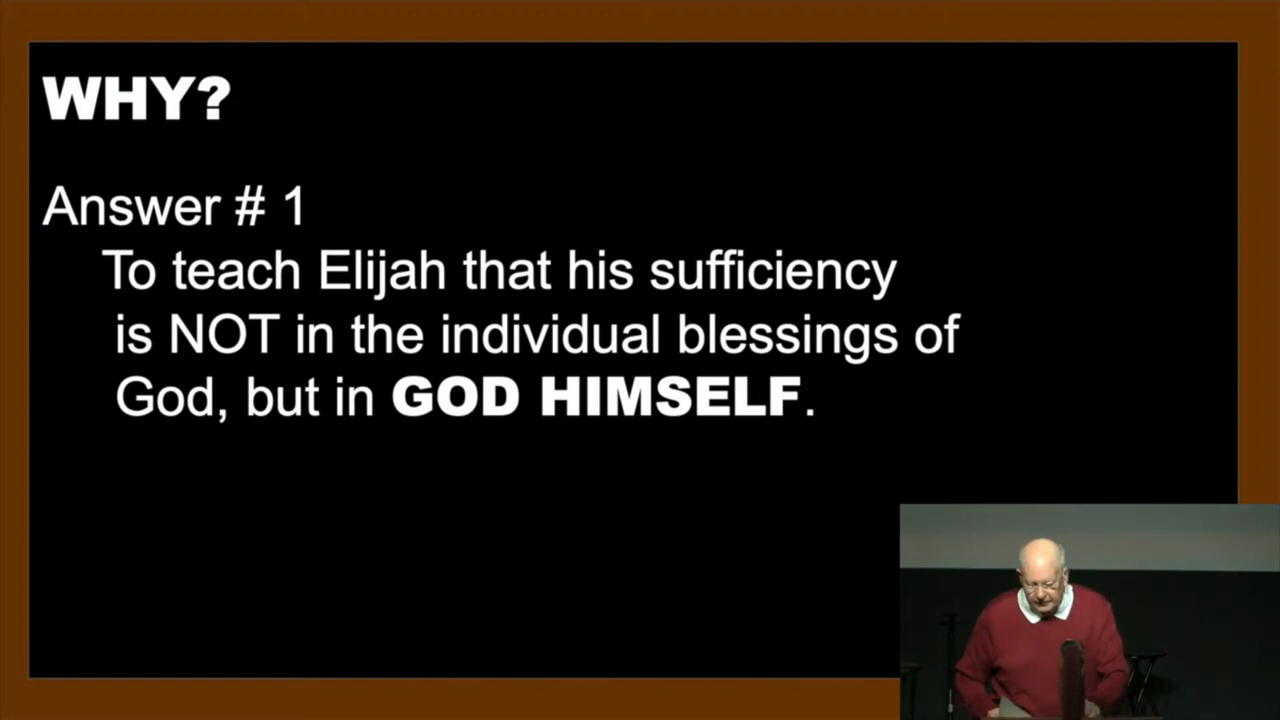 WHY?
Answer # 1
To teach Elijah that his sufficiency
is NOT in the individual blessings of
God, but in GOD HIMSELF.